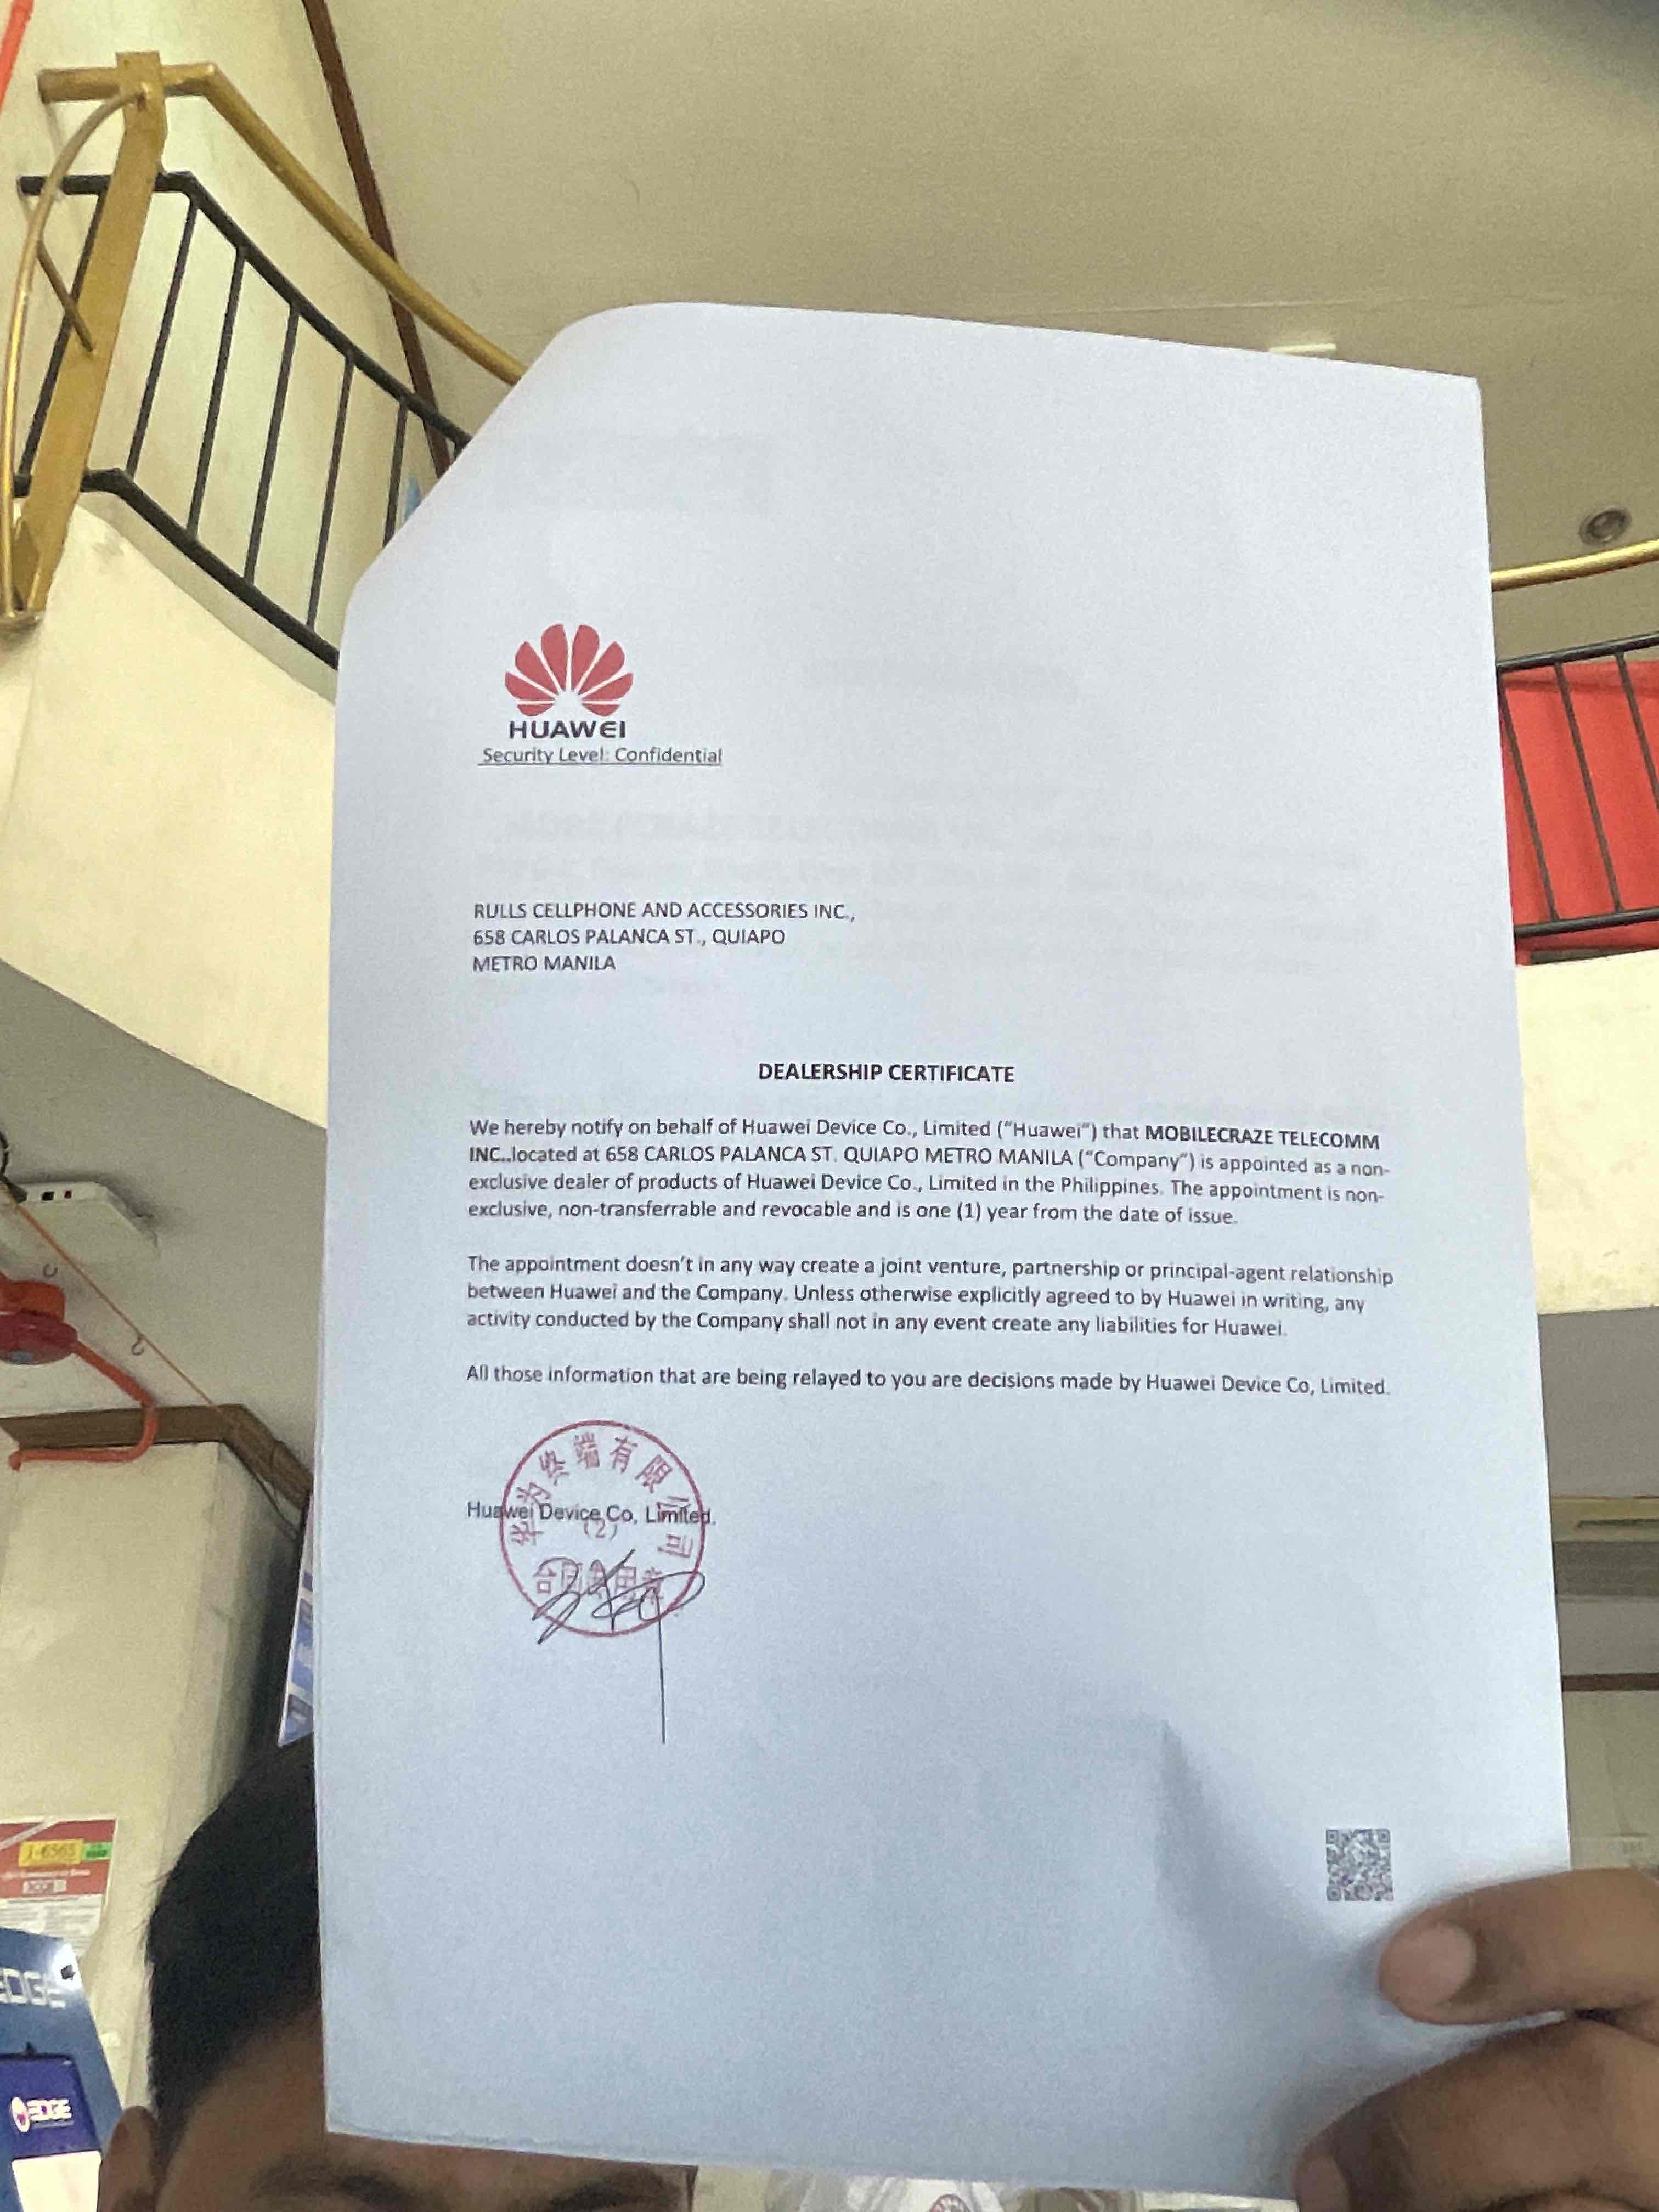 HUAWEI
Security Level: Confidential
RULLS CELLPHONE AND ACCESSORIES INC.,
658 CARLOS PALANCA ST., QUIAPO
METRO MANILA
DEALERSHIP CERTIFICATE
We hereby notify on behalf of Huawei Device Co., Limited ("Huawei") that MOBILECRAZE TELECOMM
INC..located at 658 CARLOS PALANCA ST. QUIAPO METRO MANILA ("Company") is appointed as a non-
exclusive dealer of products of Huawei Device Co., Limited in the Philippines. The appointment is non-
exclusive, non-transferrable and revocable and is one (1) year from the date of issue.
The appointment doesn't in any way create a joint venture, partnership or principal-agent relationship
between Huawei and the Company. Unless otherwise explicitly agreed to by Huawei in writing, any
activity conducted by the Company shall not in any event create any liabilities for Huawei.
All those information that are being relayed to you are decisions made by Huawei Device Co, Limited.
华为终端有限公司
Huawei Device Co, Limited.
(2)
合同专用章
EDGE